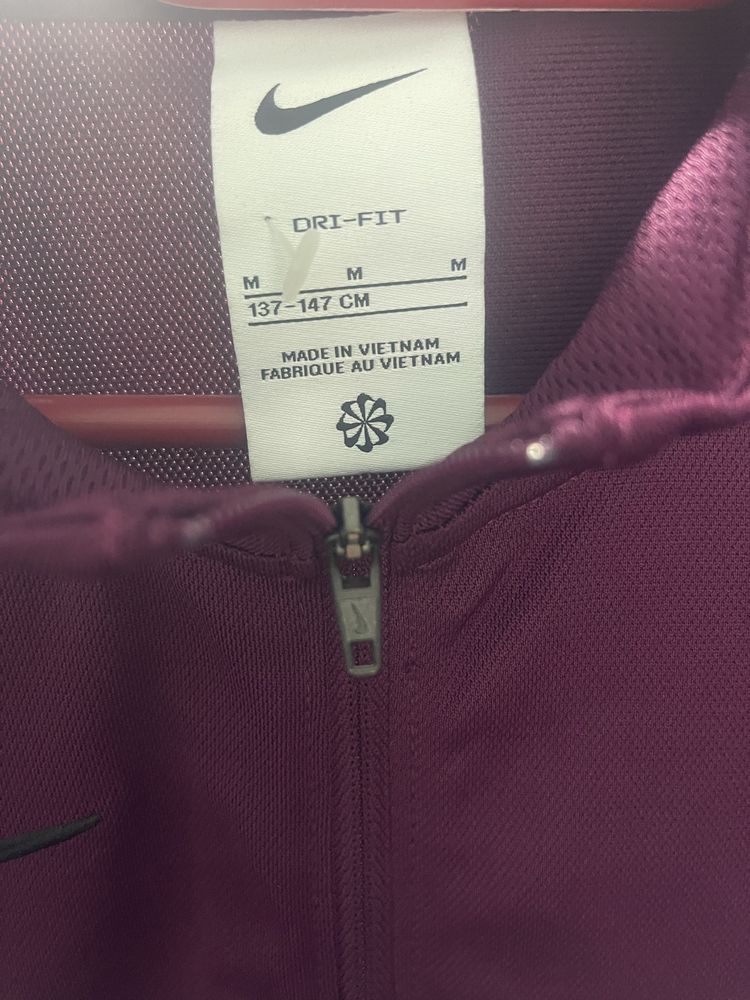 DRI-FIT
M M M
137-147 CM
MADE IN VIETNAM
FABRIQUE AU VIETNAM